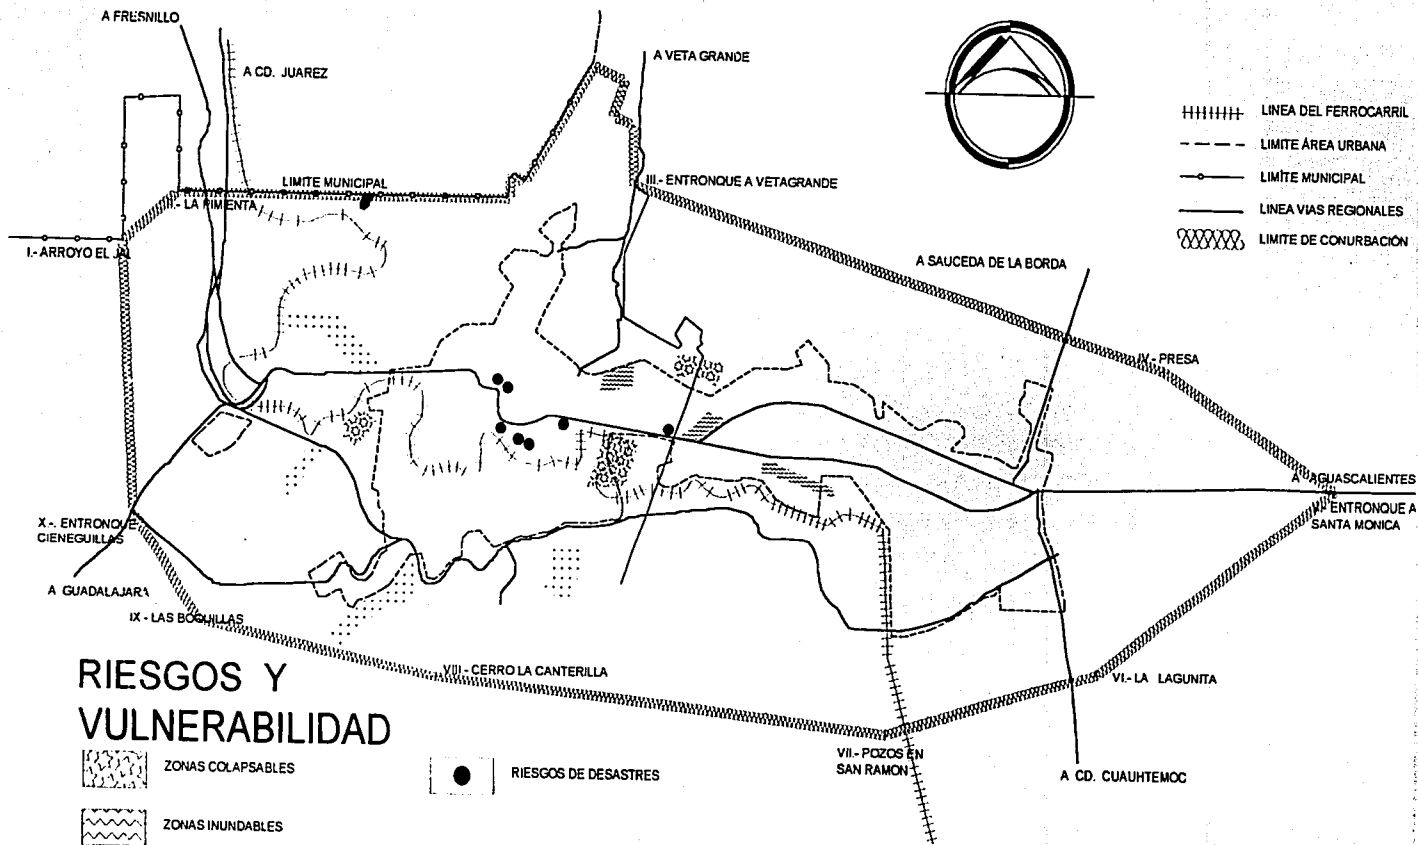 A FRESNILLO
A CD. JUAREZ
A VETA GRANDE
LINEA DEL FERROCARRIL
LIMITE ÁREA URBANA
LIMITE MUNICIPAL
LINEA VIAS REGIONALES
LIMITE DE CONURBACIÓN
LIMITE MUNICIPAL
III.- ENTRONQUE A VETAGRANDE
II.- LA PIMIENTA
I.- ARROYO EL JAL
A SAUCEDA DE LA BORDA
IV.- PRESA
A AGUASCALIENTES
V.- ENTRONQUE A
SANTA MONICA
X-. ENTRONQUE
CIENEGUILLAS
A GUADALAJARA
IX - LAS BOQUILLAS
VIII.- CERRO LA CANTERILLA
VI.- LA LAGUNITA
VII.- POZOS EN
SAN RAMON
A CD. CUAUHTEMOC
RIESGOS Y
VULNERABILIDAD
ZONAS COLAPSABLES
RIESGOS DE DESASTRES
ZONAS INUNDABLES